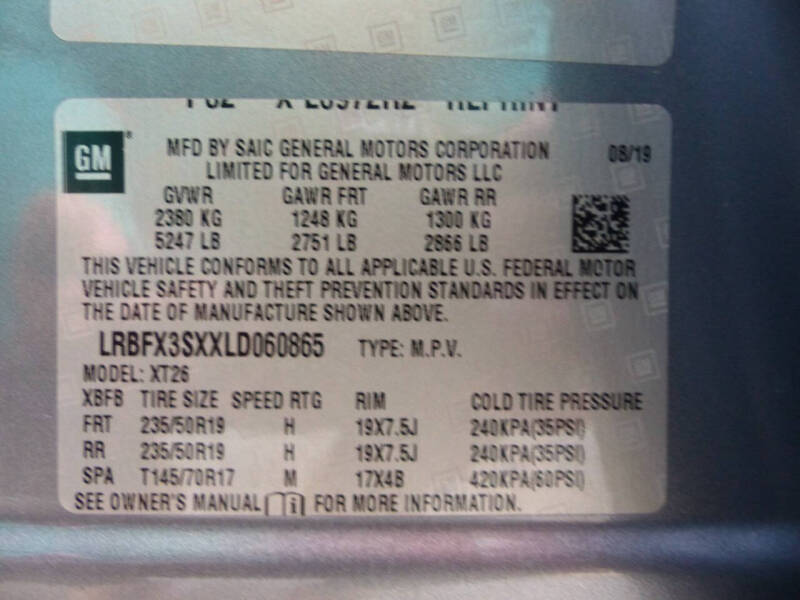 REPRINT
GM
MFD BY SAIC GENERAL MOTORS CORPORATION 08/19
LIMITED FOR GENERAL MOTORS LLC
GVWR GAWR FRT GAWR RR
2380 KG 1248 KG 1300 KG
5247 LB 2751 LB 2866 LB
THIS VEHICLE CONFORMS TO ALL APPLICABLE U.S. FEDERAL MOTOR
VEHICLE SAFETY AND THEFT PREVENTION STANDARDS IN EFFECT ON
THE DATE OF MANUFACTURE SHOWN ABOVE.
LRBFX3SXXLD060865 TYPE: M.P.V.
MODEL: XT26
XBFB TIRE SIZE SPEED RTG RIM COLD TIRE PRESSURE
FRT 235/50R19 H 19X7.5J 240KPA(35PSI)
RR 235/50R19 H 19X7.5J 240KPA(35PSI)
SPA T145/70R17 M 17X4B 420KPA(60PSI)
SEE OWNER'S MANUAL i FOR MORE INFORMATION.